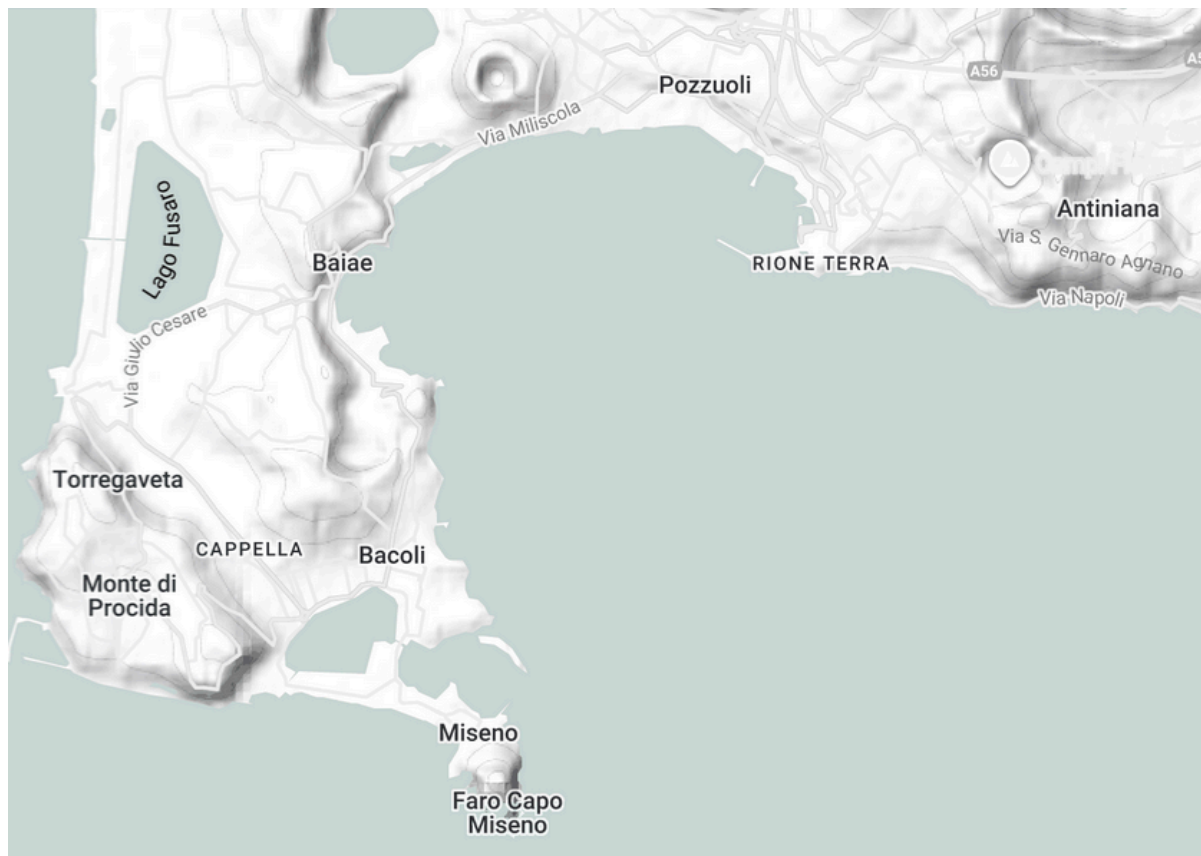 Pozzuoli
A56
Via Miliscola
Lago Fusaro
Antiniana
Via S. Gennaro Agnano
Baiae
RIONE TERRA
Via Napoli
Via Giulio Cesare
Torregaveta
CAPPELLA
Bacoli
Monte di
Procida
Miseno
Faro Capo
Miseno